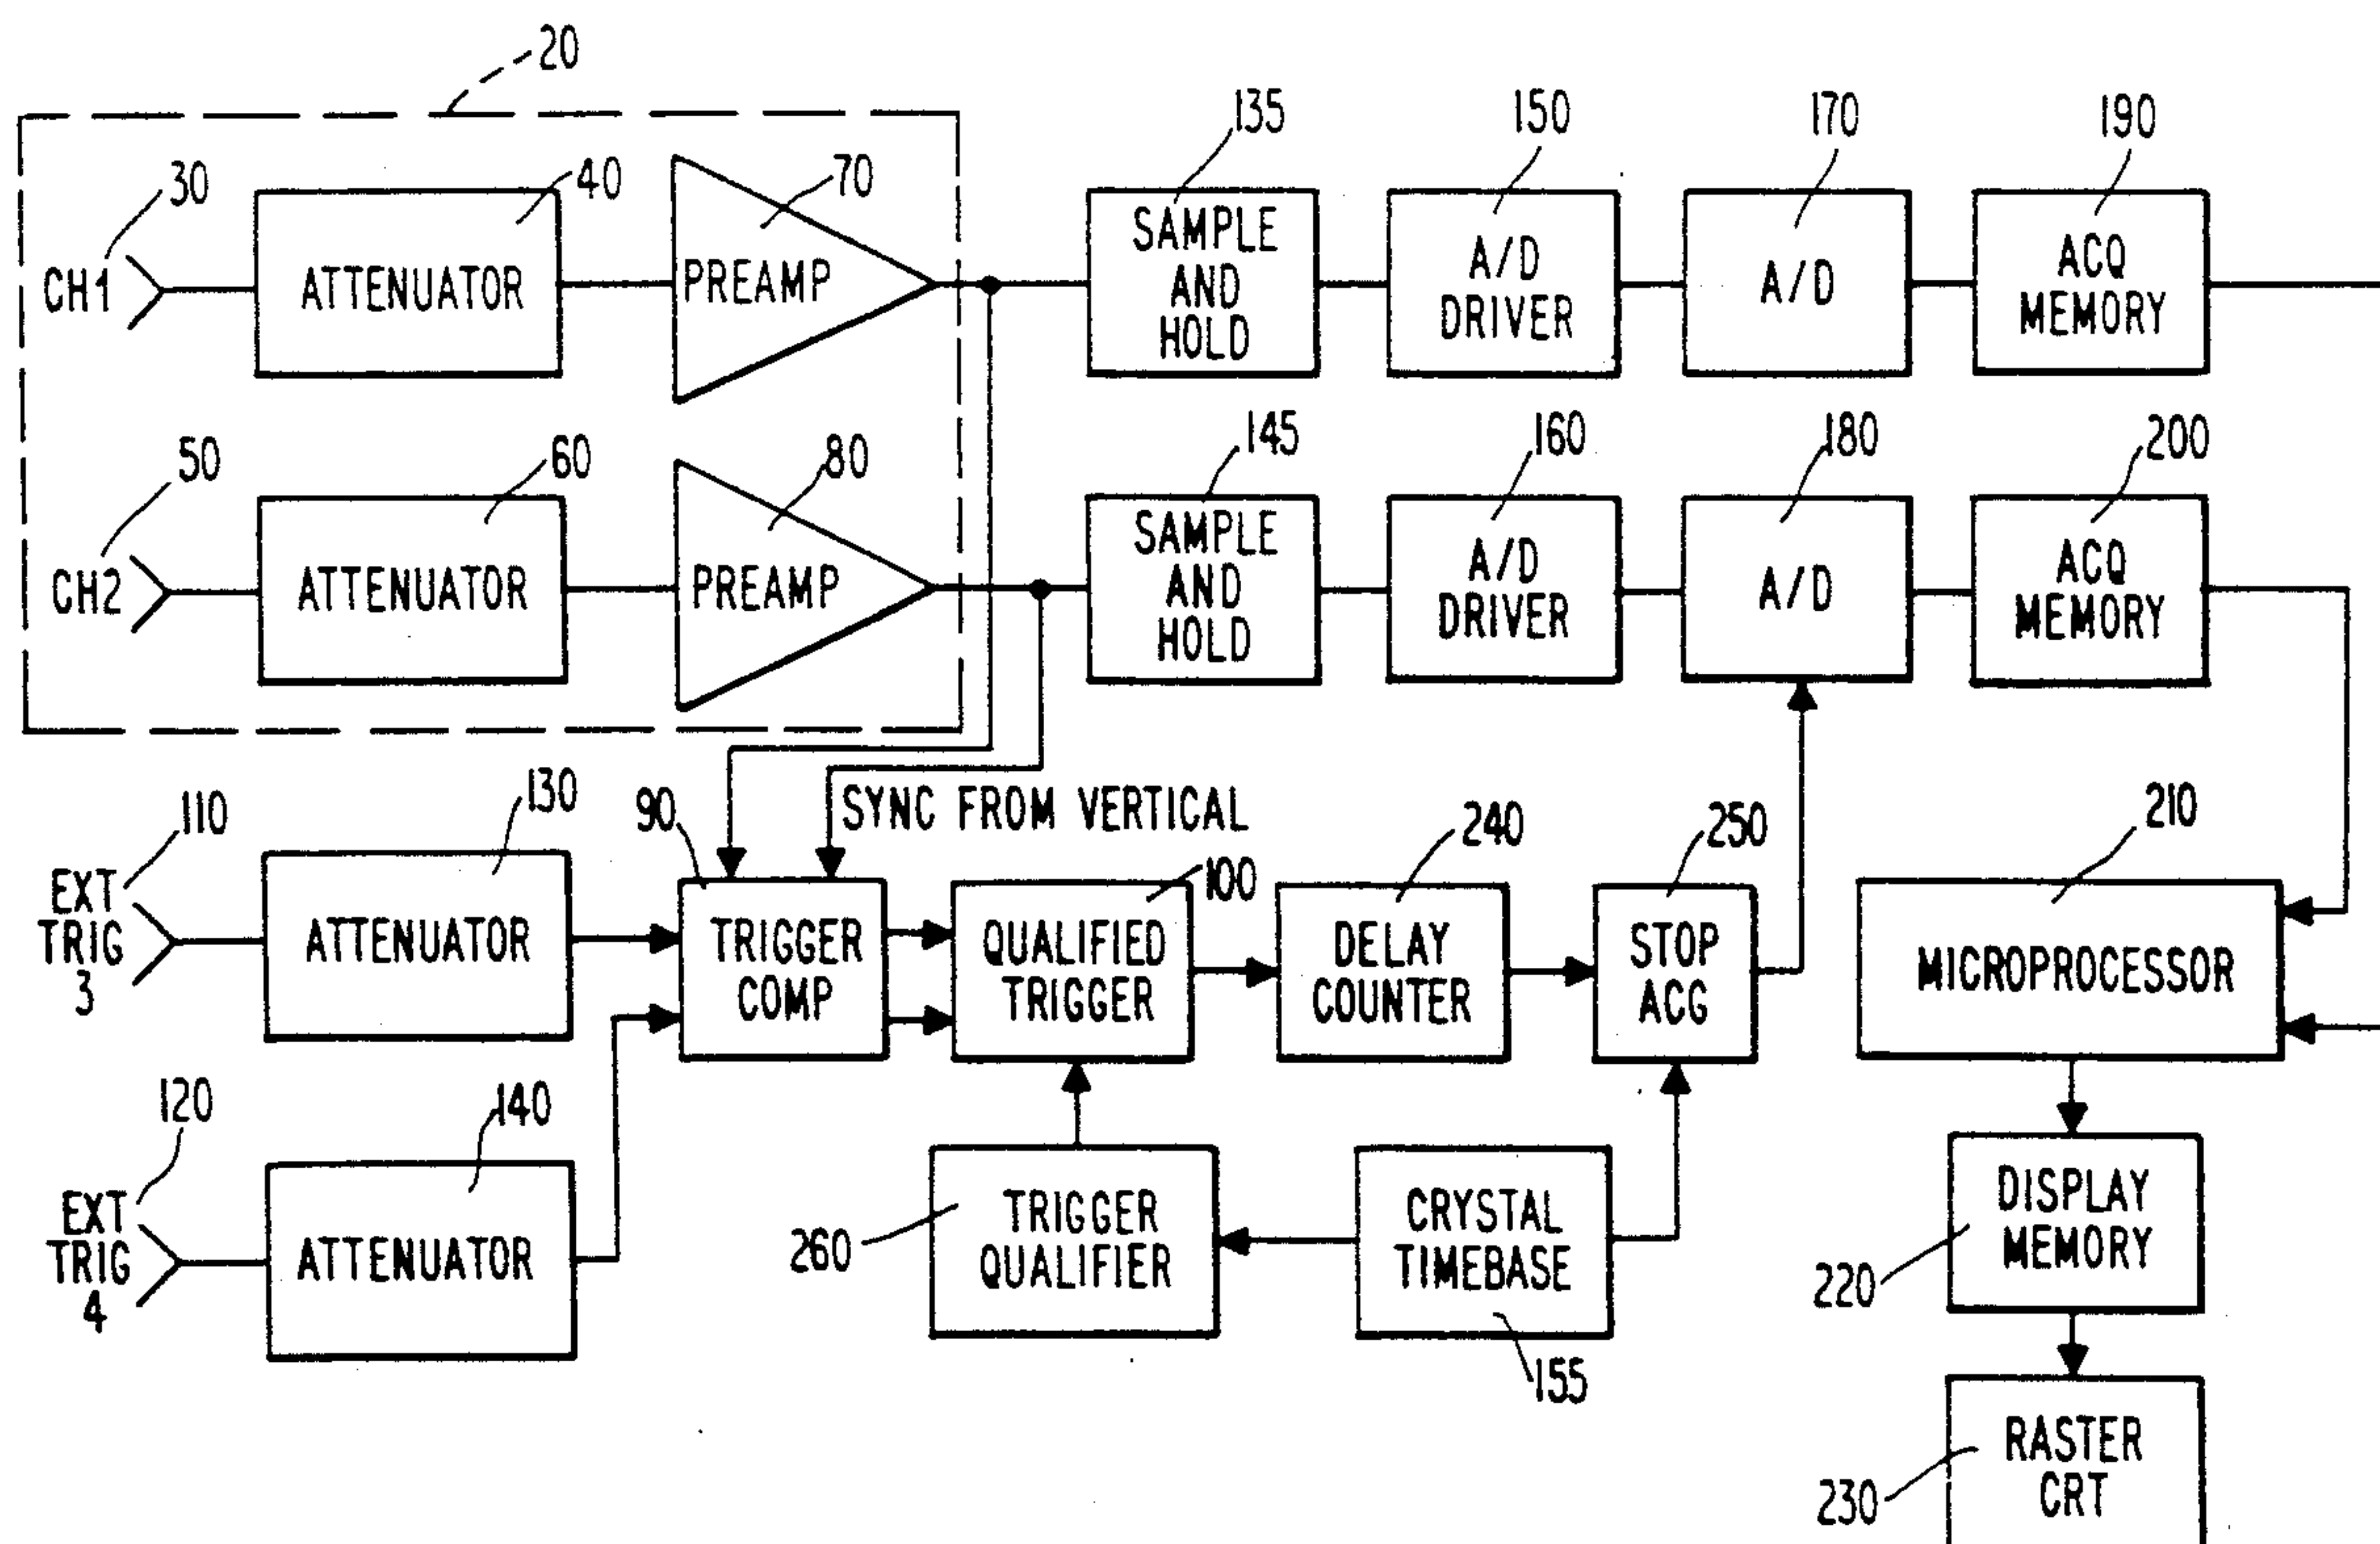 20
135
150
170
190
30
40
70
CH1
ATTENUATOR
PREAMP
SAMPLE
AND
HOLD
A/D
DRIVER
A/D
ACQ
MEMORY
50
60
80
145
160
180
200
CH2
ATTENUATOR
PREAMP
SAMPLE
AND
HOLD
A/D
DRIVER
A/D
ACQ
MEMORY
SYNC FROM VERTICAL
110
130
90
100
240
250
210
EXT
TRIG
3
ATTENUATOR
TRIGGER
COMP
QUALIFIED
TRIGGER
DELAY
COUNTER
STOP
ACG
MICROPROCESSOR
120
140
EXT
TRIG
4
ATTENUATOR
260
TRIGGER
QUALIFIER
CRYSTAL
TIMEBASE
155
DISPLAY
MEMORY
220
RASTER
CRT
230